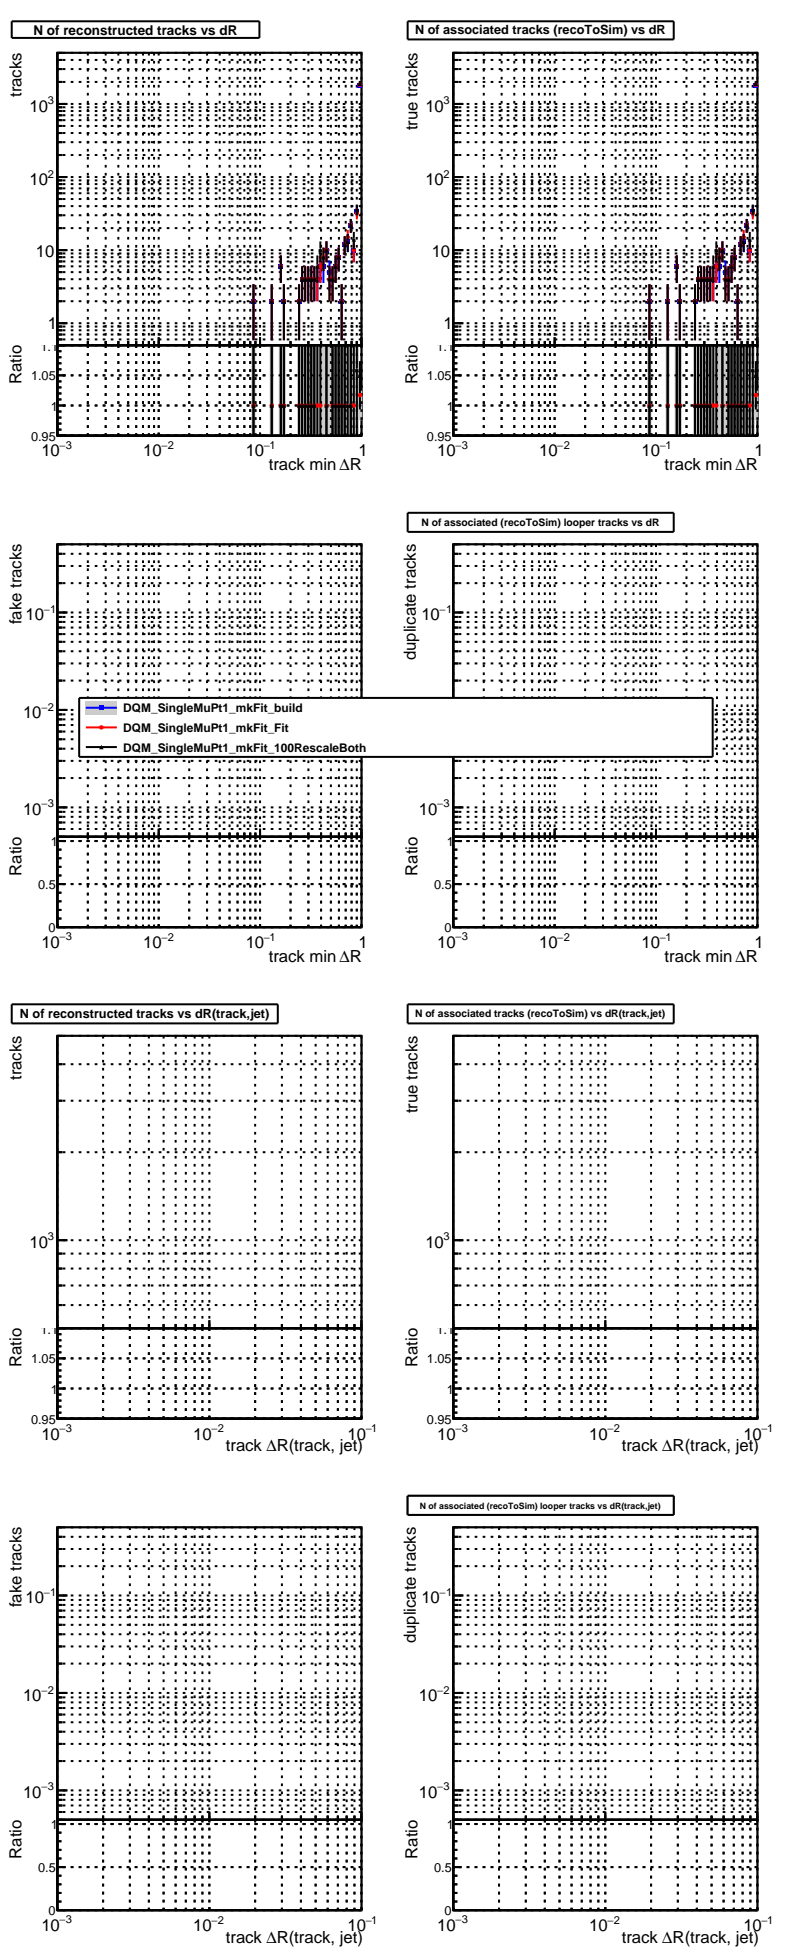 N of reconstructed tracks vs dR
tracks
10³
10²
10
1
Ratio
1.1
1.05
1
0.95
10⁻³ 10⁻² 10⁻¹ 1
track min ΔR
N of associated tracks (recoToSim) vs dR
true tracks
10³
10²
10
1
Ratio
1.1
1.05
1
0.95
10⁻³ 10⁻² 10⁻¹ 1
track min ΔR
fake tracks
10⁻¹
10⁻²
10⁻³
Ratio
1
0.5
0
10⁻³ 10⁻² 10⁻¹ 1
track min ΔR
N of associated (recoToSim) looper tracks vs dR
duplicate tracks
10⁻¹
10⁻³
Ratio
1
0.5
0
10⁻³ 10⁻² 10⁻¹ 1
track min ΔR
DQM_SingleMuPt1_mkFit_build
DQM_SingleMuPt1_mkFit_Fit
DQM_SingleMuPt1_mkFit_100RescaleBoth
N of reconstructed tracks vs dR(track,jet)
tracks
10³
Ratio
1.1
1.05
1
0.95
10⁻³ 10⁻² 10⁻¹
track ΔR(track, jet)
N of associated tracks (recoToSim) vs dR(track,jet)
true tracks
10³
Ratio
1.1
1.05
1
0.95
10⁻³ 10⁻² 10⁻¹
track ΔR(track, jet)
fake tracks
10⁻¹
10⁻²
10⁻³
Ratio
1
0.5
0
10⁻³ 10⁻² 10⁻¹
track ΔR(track, jet)
N of associated (recoToSim) looper tracks vs dR(track,jet)
duplicate tracks
10⁻¹
10⁻²
10⁻³
Ratio
1
0.5
0
10⁻³ 10⁻² 10⁻¹
track ΔR(track, jet)